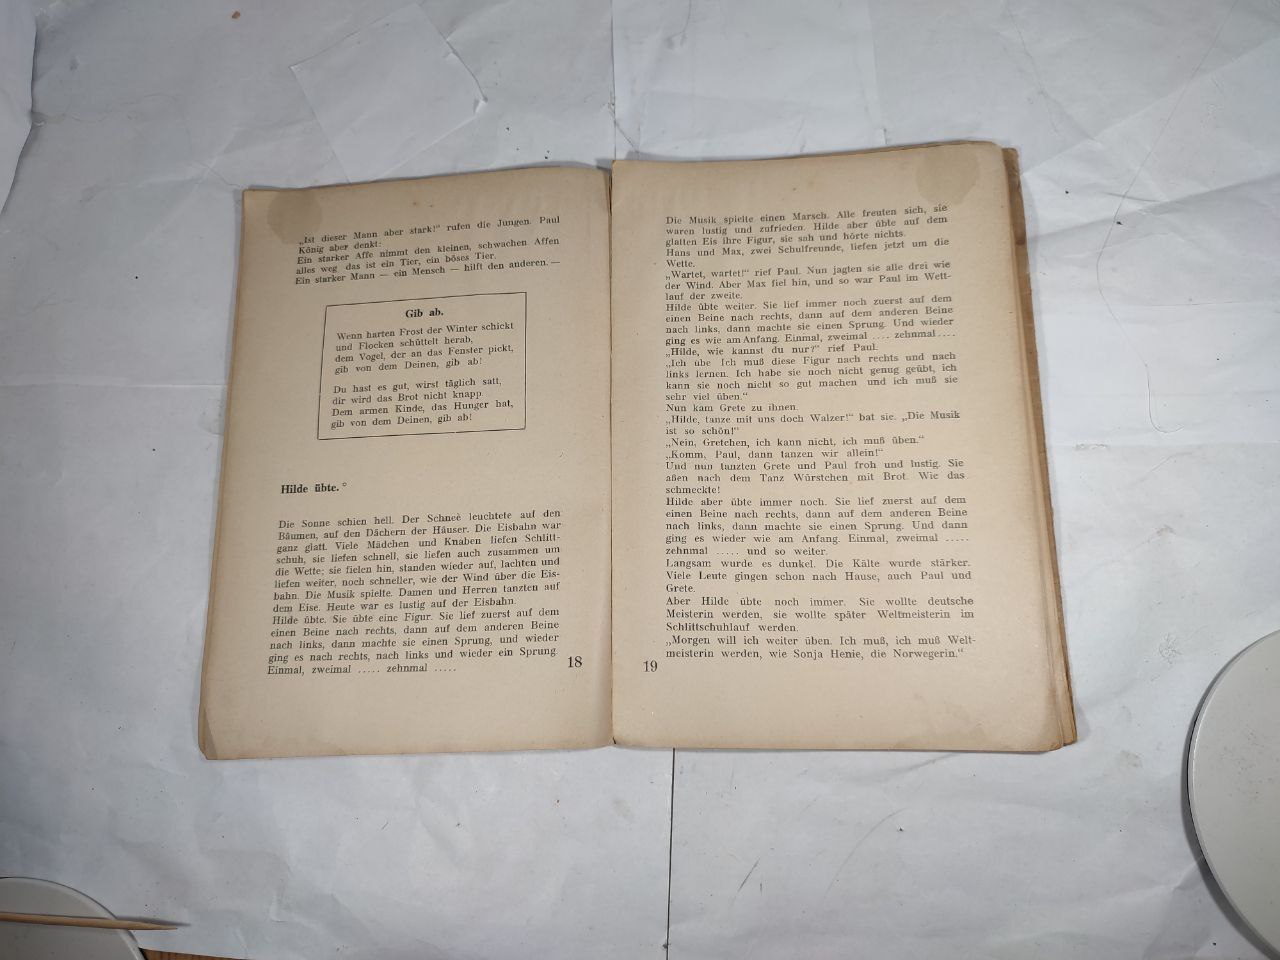 „Ist dieser Mann aber stark!" rufen die Jungen. Paul
König aber denkt:
Ein starker Affe nimmt den kleinen, schwachen Affen
alles weg das ist ein Tier, ein böses Tier.
Ein starker Mann — ein Mensch — hilft den anderen. —
Gib ab.
Wenn harten Frost der Winter schickt
und Flocken schüttelt herab,
dem Vogel, der an das Fenster pickt,
gib von dem Deinen, gib ab!
Du hast es gut, wirst täglich satt,
dir wird das Brot nicht knapp.
Dem armen Kinde, das Hunger hat,
gib von dem Deinen, gib ab!
Hilde übte.°
Die Sonne schien hell. Der Schnee leuchtete auf den
Bäumen, auf den Dächern der Häuser. Die Eisbahn war
ganz glatt. Viele Mädchen und Knaben liefen Schlitt-
schuh, sie liefen schnell, sie liefen auch zusammen um
die Wette; sie fielen hin, standen wieder auf, lachten und
liefen weiter, noch schneller, wie der Wind über die Eis-
bahn. Die Musik spielte. Damen und Herren tanzten auf
dem Eise. Heute war es lustig auf der Eisbahn.
Hilde übte. Sie übte eine Figur. Sie lief zuerst auf dem
einen Beine nach rechts, dann auf dem anderen Beine
nach links, dann machte sie einen Sprung, und wieder
ging es nach rechts, nach links und wieder ein Sprung.
Einmal, zweimal ..... zehnmal .....
18
Die Musik spielte einen Marsch. Alle freuten sich, sie
waren lustig und zufrieden. Hilde aber übte auf dem
glatten Eis ihre Figur, sie sah und hörte nichts.
Hans und Max, zwei Schulfreunde, liefen jetzt um die
Wette.
„Wartet, wartet!" rief Paul. Nun jagten sie alle drei wie
der Wind. Aber Max fiel hin, und so war Paul im Wett-
lauf der zweite.
Hilde übte weiter. Sie lief immer noch zuerst auf dem
einen Beine nach rechts, dann auf dem anderen Beine
nach links, dann machte sie einen Sprung. Und wieder
ging es wie am Anfang. Einmal, zweimal .... zehnmal ....
„Hilde, wie kannst du nur?" rief Paul.
„Ich übe Ich muß diese Figur nach rechts und nach
links lernen. Ich habe sie noch nicht genug geübt, ich
kann sie noch nicht so gut machen und ich muß sie
sehr viel üben."
Nun kam Grete zu ihnen.
„Hilde, tanze mit uns doch Walzer!" bat sie. „Die Musik
ist so schön!"
„Nein, Gretchen, ich kann nicht, ich muß üben."
„Komm, Paul, dann tanzen wir allein!"
Und nun tanzten Grete und Paul froh und lustig. Sie
aßen nach dem Tanz Würstchen mit Brot. Wie das
schmeckte!
Hilde aber übte immer noch. Sie lief zuerst auf dem
einen Beine nach rechts, dann auf dem anderen Beine
nach links, dann machte sie einen Sprung. Und dann
ging es wieder wie am Anfang. Einmal, zweimal .....
zehnmal ..... und so weiter.
Langsam wurde es dunkel. Die Kälte wurde stärker.
Viele Leute gingen schon nach Hause, auch Paul und
Grete.
Aber Hilde übte noch immer. Sie wollte deutsche
Meisterin werden, sie wollte später Weltmeisterin im
Schlittschuhlauf werden.
„Morgen will ich weiter üben. Ich muß, ich muß Welt-
meisterin werden, wie Sonja Henie, die Norwegerin."
19